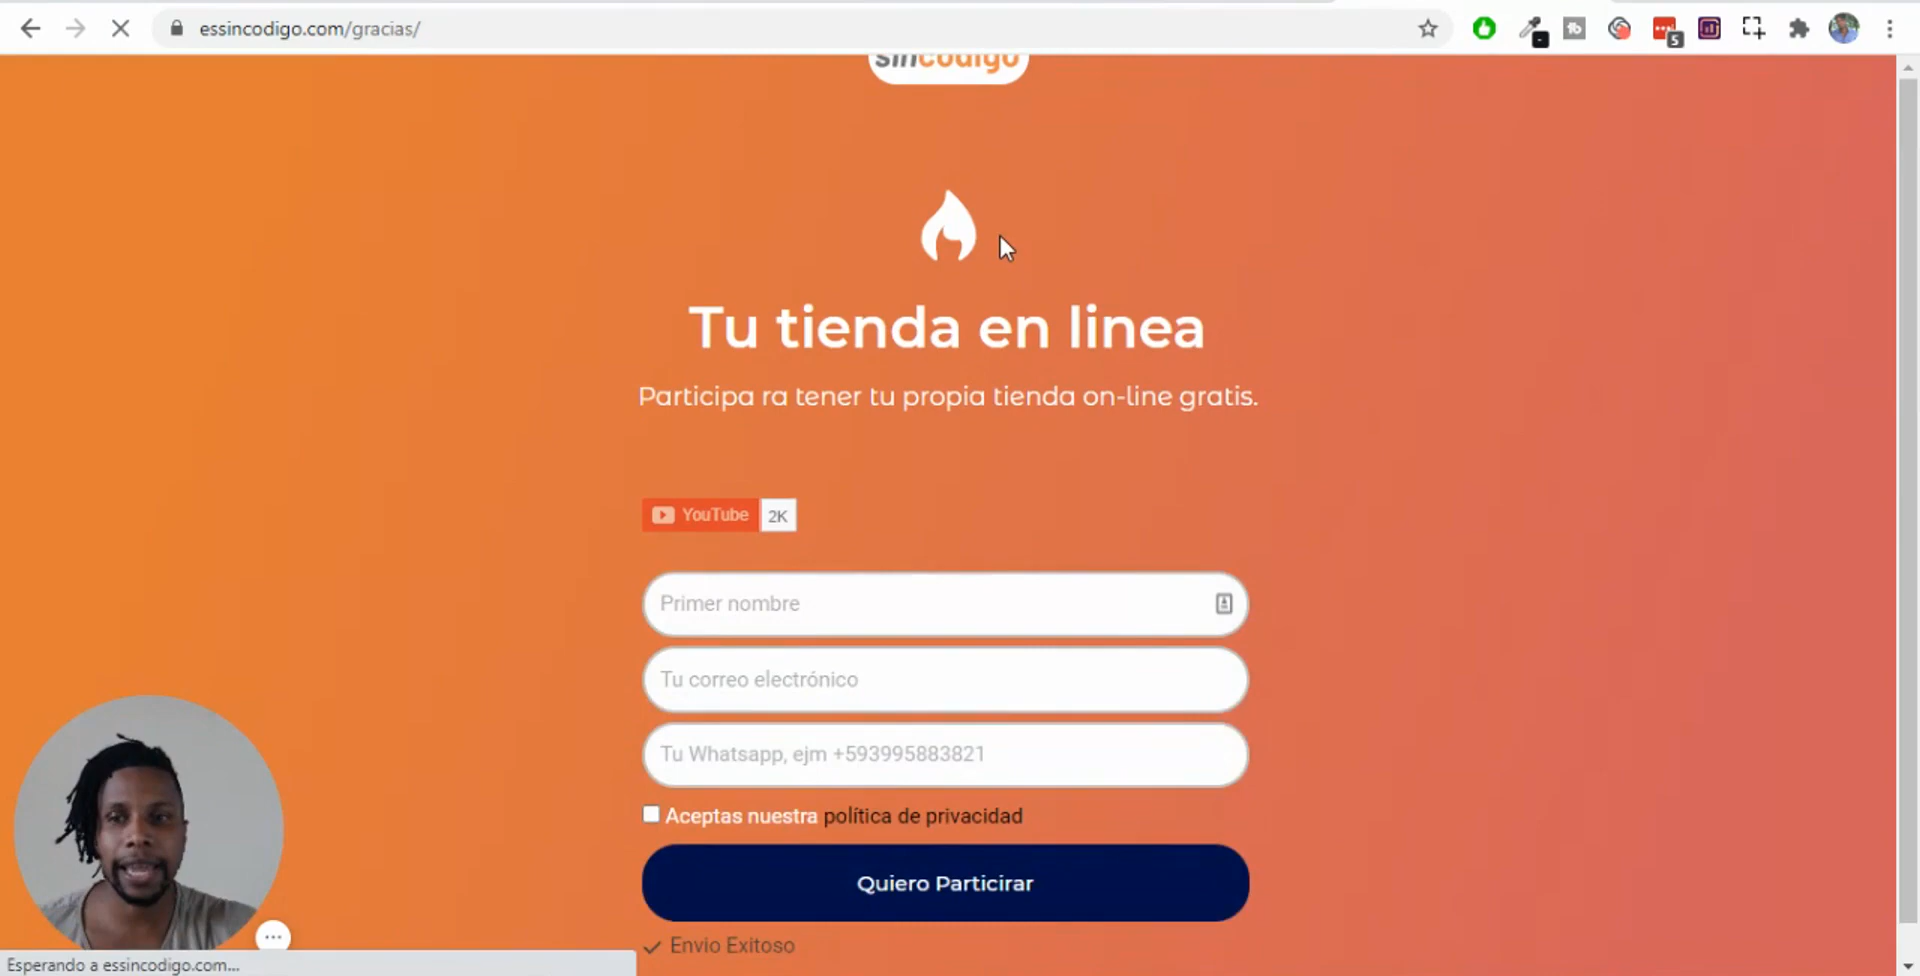 essincodigo.com/gracias/
5
sincodigo
Tu tienda en linea
Participa ra tener tu propia tienda on-line gratis.
YouTube 2K
Primer nombre
Tu correo electrónico
Tu Whatsapp, ejm +593995883821
Aceptas nuestra política de privacidad
Quiero Particirar
Envio Exitoso
Esperando a essincodigo.com...